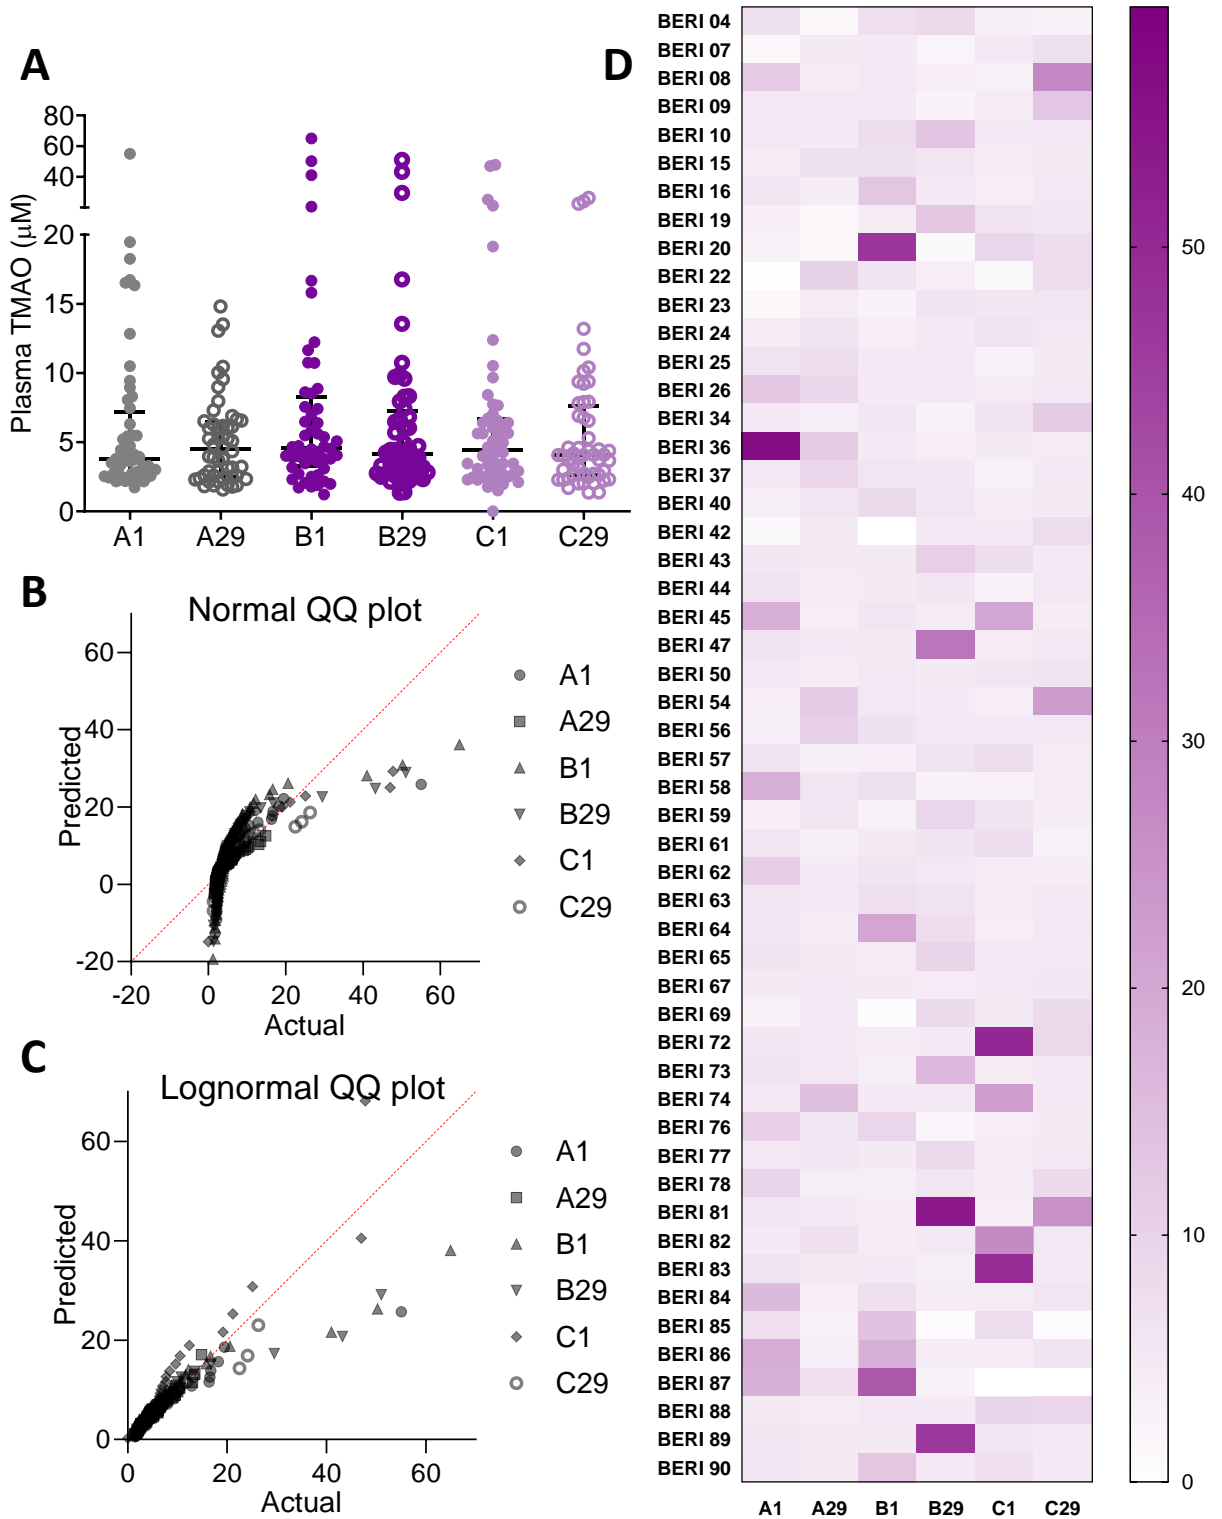 A
Plasma TMAO (μM)
80
60
40
20
15
10
5
0
A1 A29 B1 B29 C1 C29
B
Normal QQ plot
Predicted
60
40
20
0
-20
-20 0 20 40 60
Actual
A1
A29
B1
B29
C1
C29
C
Lognormal QQ plot
Predicted
60
40
20
0
0 20 40 60
Actual
A1
A29
B1
B29
C1
C29
D
BERI 04
BERI 07
BERI 08
BERI 09
BERI 10
BERI 15
BERI 16
BERI 19
BERI 20
BERI 22
BERI 23
BERI 24
BERI 25
BERI 26
BERI 34
BERI 36
BERI 37
BERI 40
BERI 42
BERI 43
BERI 44
BERI 45
BERI 47
BERI 50
BERI 54
BERI 56
BERI 57
BERI 58
BERI 59
BERI 61
BERI 62
BERI 63
BERI 64
BERI 65
BERI 67
BERI 69
BERI 72
BERI 73
BERI 74
BERI 76
BERI 77
BERI 78
BERI 81
BERI 82
BERI 83
BERI 84
BERI 85
BERI 86
BERI 87
BERI 88
BERI 89
BERI 90
A1 A29 B1 B29 C1 C29
50
40
30
20
10
0